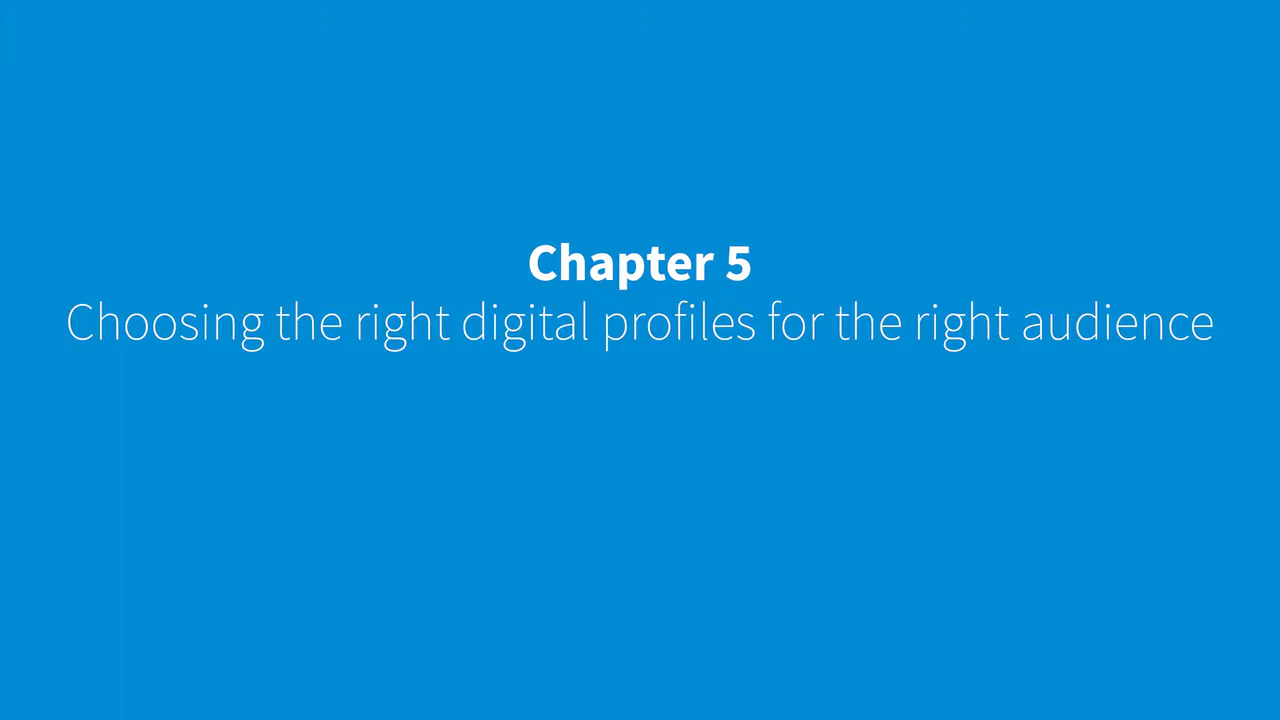 Chapter 5
Choosing the right digital profiles for the right audience